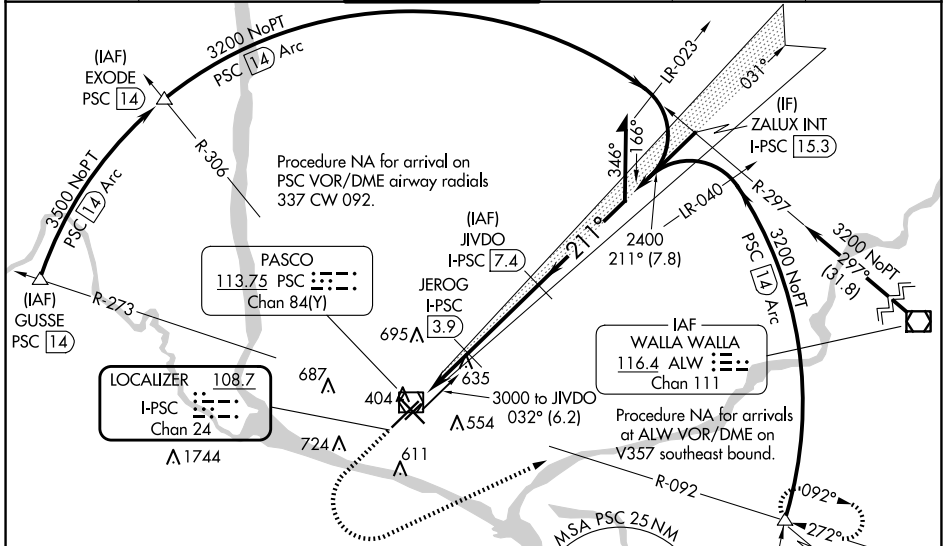 (IAF)
EXODE
PSC 14
3200 NoPT
PSC 14 Arc
LR-023
031°
(IF)
ZALUX INT
I-PSC 15.3
R-306
3500 NoPT
PSC 14 Arc
Procedure NA for arrival on
PSC VOR/DME airway radials
337 CW 092.
346°
166°
LR-040
R-297
3200 NoPT
297°
(31.8)
(IAF)
JIVDO
I-PSC 7.4
211°
2400
211° (7.8)
3200 NoPT
PSC 14 Arc
(IAF)
GUSSE
PSC 14
R-273
PASCO
113.75 PSC
Chan 84(Y)
JEROG
I-PSC
3.9
695
635
IAF
WALLA WALLA
116.4 ALW
Chan 111
LOCALIZER 108.7
I-PSC
Chan 24
687
404
3000 to JIVDO
032° (6.2)
554
Procedure NA for arrivals
at ALW VOR/DME on
V357 southeast bound.
1744
724
611
R-092
092°
272°
MSA PSC 25 NM